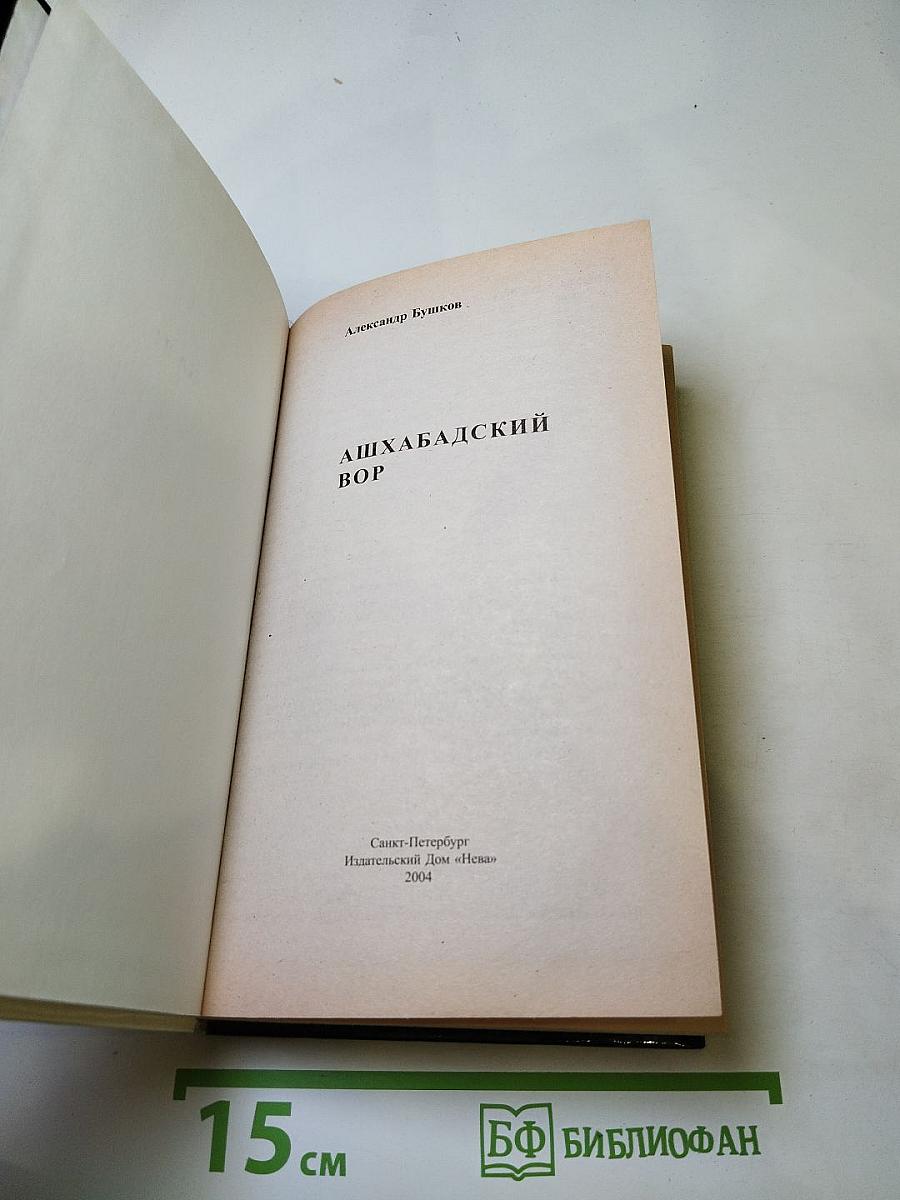 Александр Бушков
АШХАБАДСКИЙ
ВОР
Санкт-Петербург
Издательский Дом «Нева»
2004
15 см
БФ БИБЛИОФАН